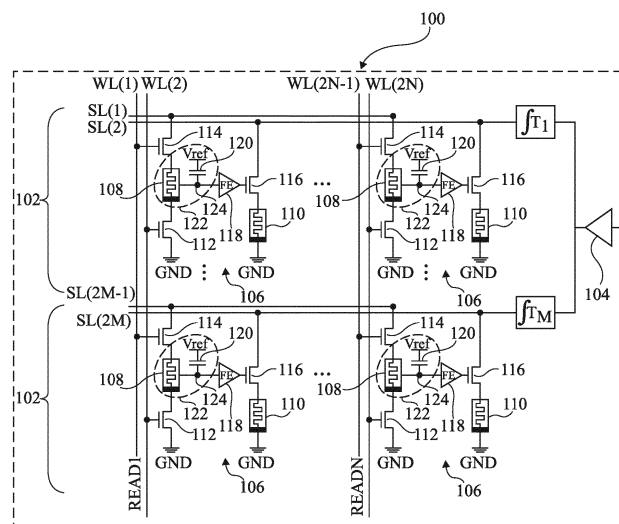 100
WL(1) WL(2) WL(2N-1) WL(2N)
SL(1)
SL(2)
114 114
Vref 120 Vref 120
∫T1
102
108 FE 116 ... 108 FE 116
124 110 124 110
122 118 122 118
112 112
104
GND GND GND GND
⋮ 106 ⋮ 106
SL(2M-1)
SL(2M)
∫TM
114 114
Vref 120 Vref 120
102
108 FE 116 ... 108 FE 116
124 110 124 110
122 118 122 118
112 112
GND GND GND GND
106 106
READ1 READN